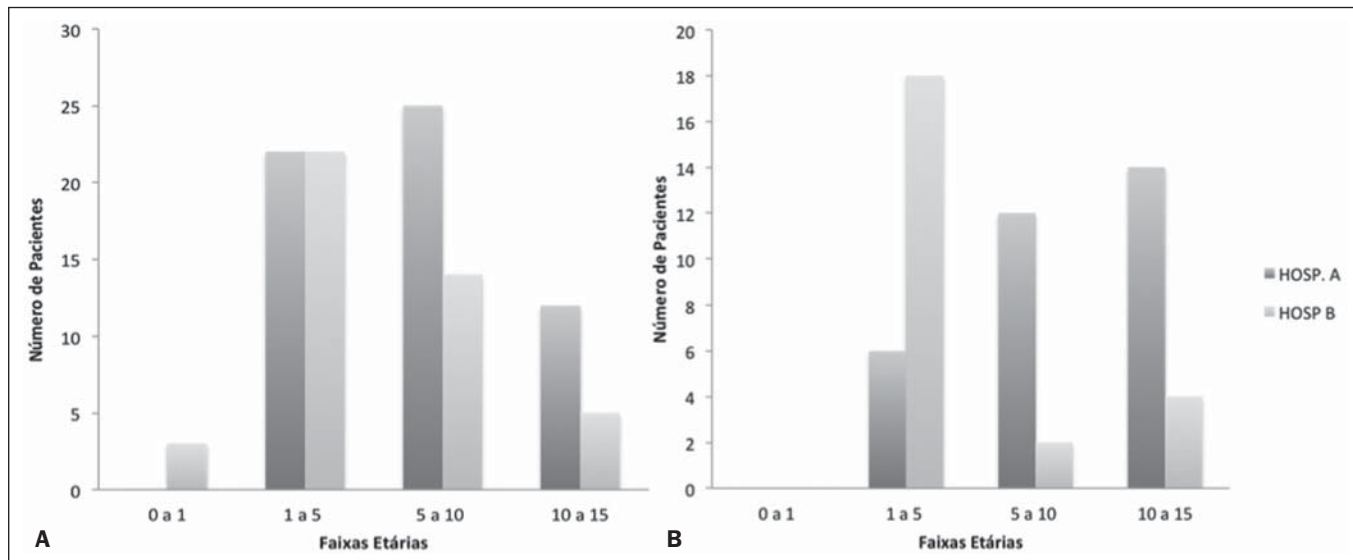 30
25
20
15
10
5
0
Número de Pacientes
0 a 1
1 a 5
5 a 10
10 a 15
Faixas Etárias
A
20
18
16
14
12
10
8
6
4
2
0
Número de Pacientes
0 a 1
1 a 5
5 a 10
10 a 15
Faixas Etárias
B
HOSP. A
HOSP B